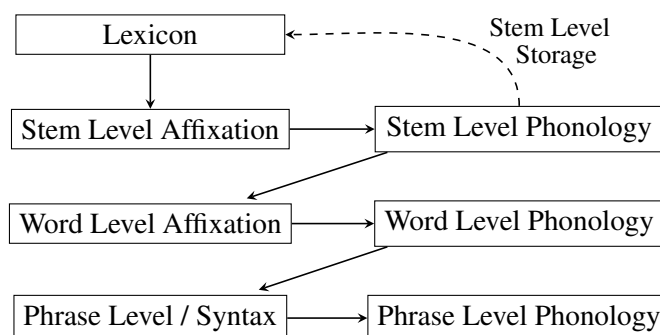 Lexicon
Stem Level
Storage
Stem Level Affixation
Stem Level Phonology
Word Level Affixation
Word Level Phonology
Phrase Level / Syntax
Phrase Level Phonology